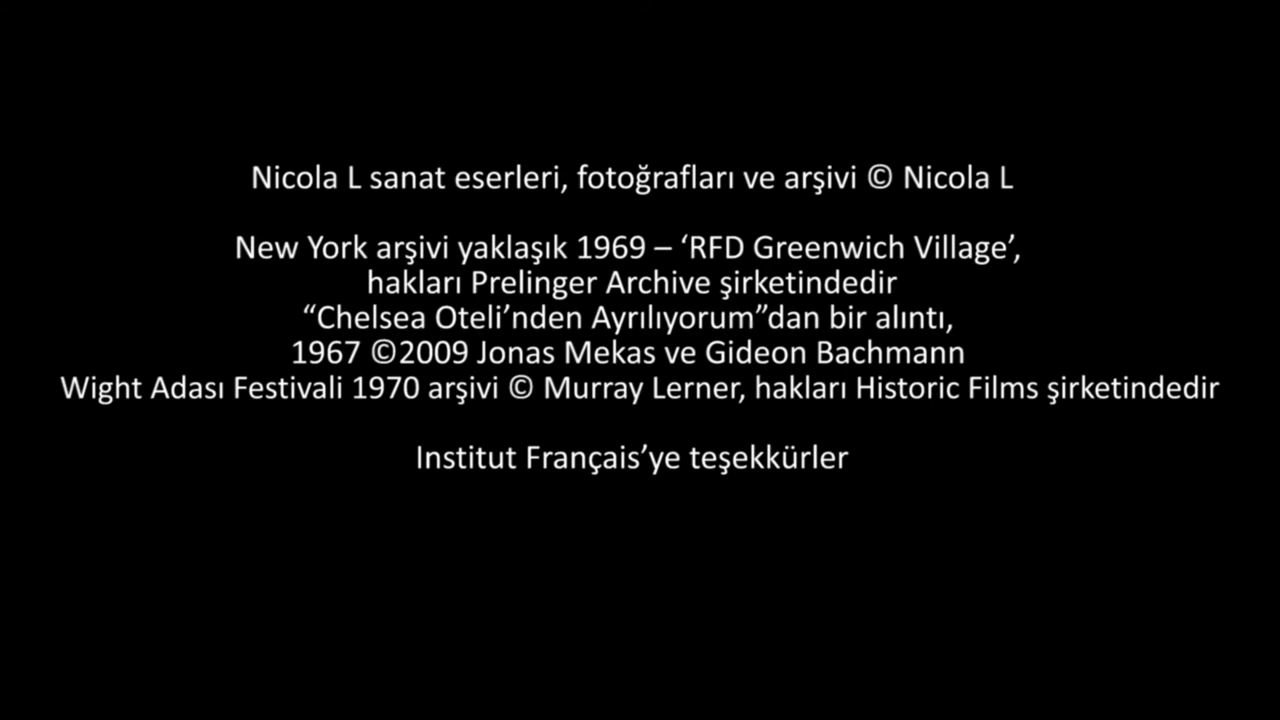 Nicola L sanat eserleri, fotoğrafları ve arşivi © Nicola L
New York arşivi yaklaşık 1969 – ‘RFD Greenwich Village’,
hakları Prelinger Archive şirketindedir
“Chelsea Oteli’nden Ayrılıyorum”dan bir alıntı,
1967 ©2009 Jonas Mekas ve Gideon Bachmann
Wight Adası Festivali 1970 arşivi © Murray Lerner, hakları Historic Films şirketindedir
Institut Français’ye teşekkürler